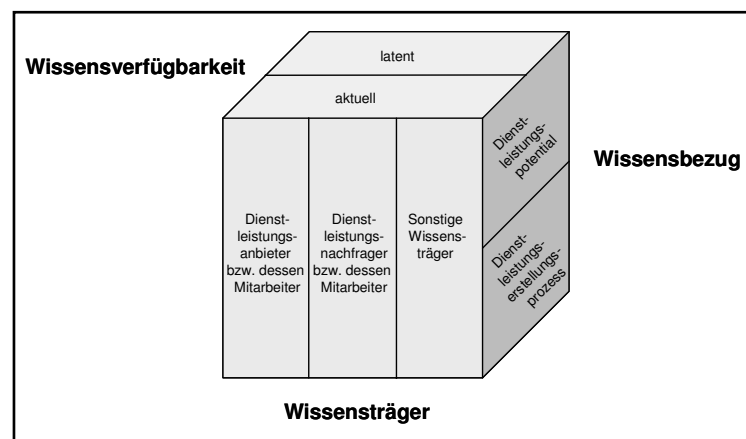 Wissensverfügbarkeit
latent
aktuell
Dienst-
leistungs-
potential
Wissensbezug
Dienst-
leistungs-
anbieter
bzw. dessen
Mitarbeiter
Dienst-
leistungs-
nachfrager
bzw. dessen
Mitarbeiter
Sonstige
Wissens-
träger
Dienst-
leistungs-
erstellungs-
prozess
Wissensträger